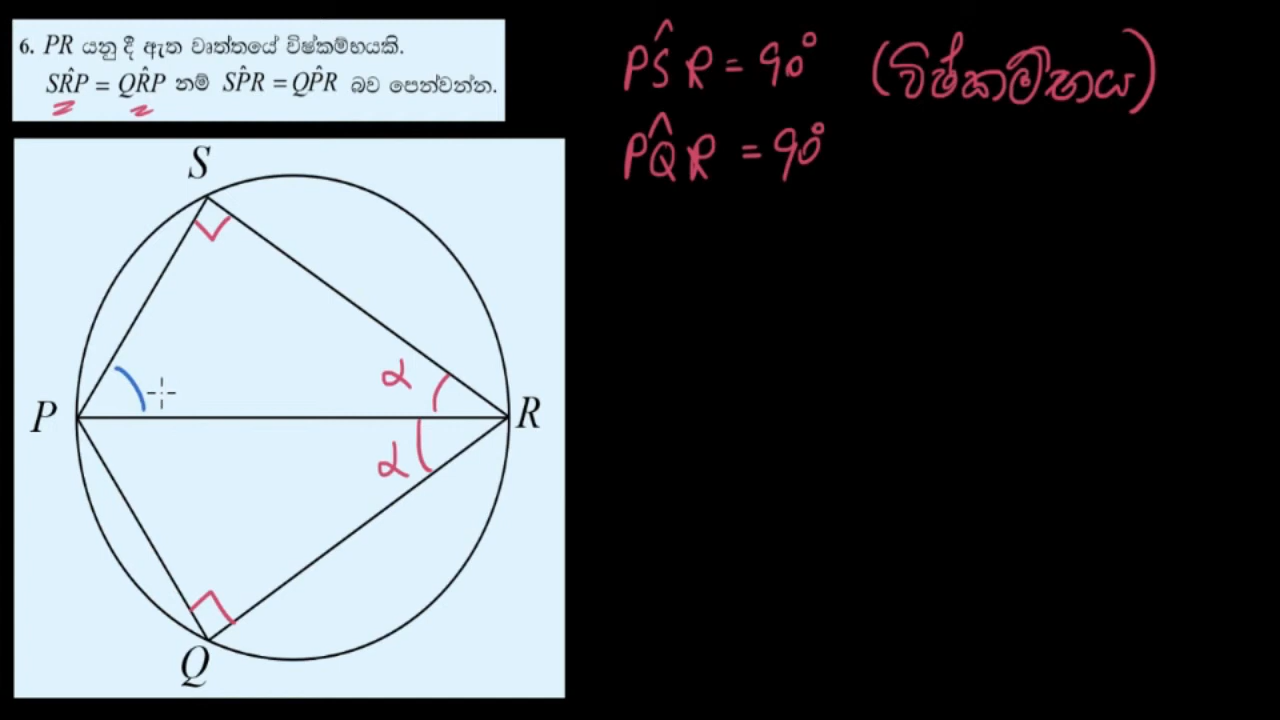 6. PR යනු දී ඇත වෘත්තයේ විෂ්කම්භයකි.
SR̂P = QR̂P නම් SP̂R = QP̂R බව පෙන්වන්න.
PŜR = 90° (විෂ්කම්භය)
PQ̂R = 90°
S
α
P
R
α
Q